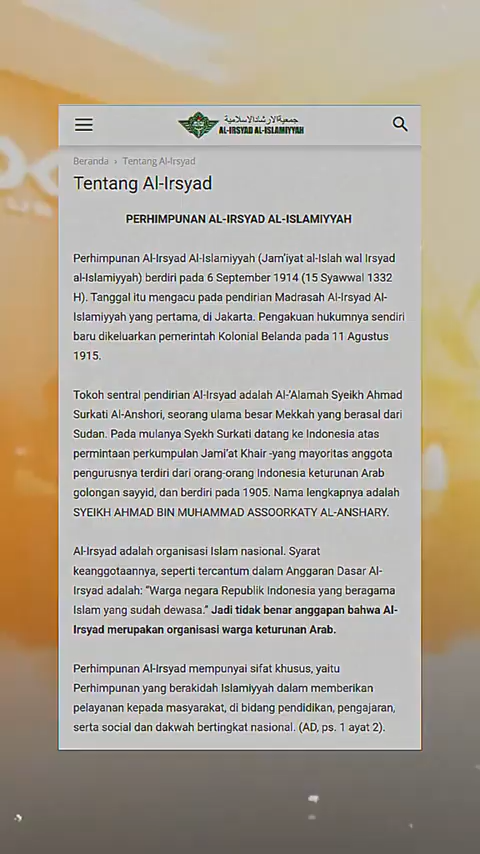 جمعية الارشاد الاسلامية
AL-IRSYAD AL-ISLAMIYYAH
Beranda › Tentang Al-Irsyad
Tentang Al-Irsyad
PERHIMPUNAN AL-IRSYAD AL-ISLAMIYYAH
Perhimpunan Al-Irsyad Al-Islamiyyah (Jam'iyat al-Islah wal Irsyad
al-Islamiyyah) berdiri pada 6 September 1914 (15 Syawwal 1332
H). Tanggal itu mengacu pada pendirian Madrasah Al-Irsyad Al-
Islamiyyah yang pertama, di Jakarta. Pengakuan hukumnya sendiri
baru dikeluarkan pemerintah Kolonial Belanda pada 11 Agustus
1915.
Tokoh sentral pendirian Al-Irsyad adalah Al-'Alamah Syeikh Ahmad
Surkati Al-Anshori, seorang ulama besar Mekkah yang berasal dari
Sudan. Pada mulanya Syekh Surkati datang ke Indonesia atas
permintaan perkumpulan Jami'at Khair -yang mayoritas anggota
pengurusnya terdiri dari orang-orang Indonesia keturunan Arab
golongan sayyid, dan berdiri pada 1905. Nama lengkapnya adalah
SYEIKH AHMAD BIN MUHAMMAD ASSOORKATY AL-ANSHARY.
Al-Irsyad adalah organisasi Islam nasional. Syarat
keanggotaannya, seperti tercantum dalam Anggaran Dasar Al-
Irsyad adalah: “Warga negara Republik Indonesia yang beragama
Islam yang sudah dewasa.” Jadi tidak benar anggapan bahwa Al-
Irsyad merupakan organisasi warga keturunan Arab.
Perhimpunan Al-Irsyad mempunyai sifat khusus, yaitu
Perhimpunan yang berakidah Islamiyyah dalam memberikan
pelayanan kepada masyarakat, di bidang pendidikan, pengajaran,
serta social dan dakwah bertingkat nasional. (AD, ps. 1 ayat 2).